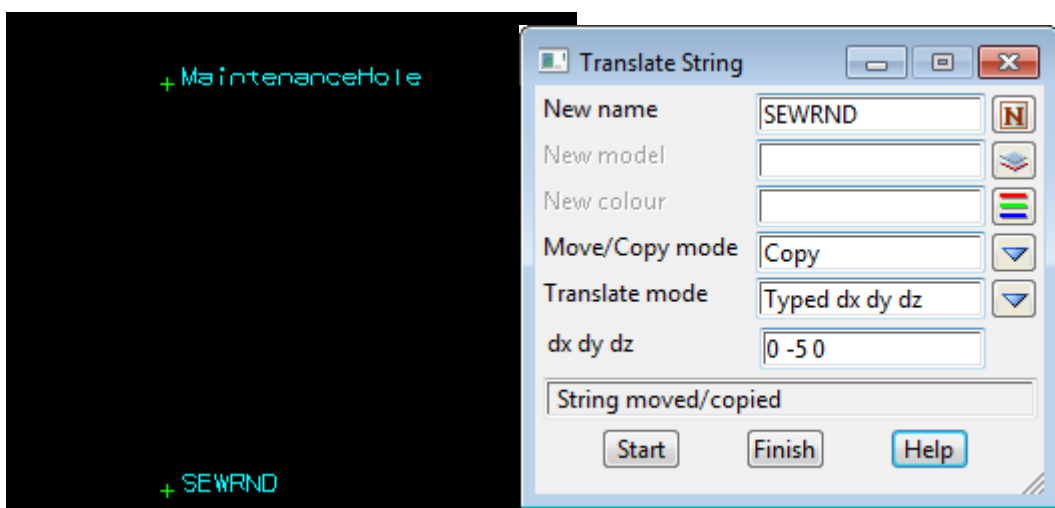 MaintenanceHole
SEWRND
Translate String
New name SEWRND N
New model
New colour
Move/Copy mode Copy
Translate mode Typed dx dy dz
dx dy dz 0 -5 0
String moved/copied
Start Finish Help